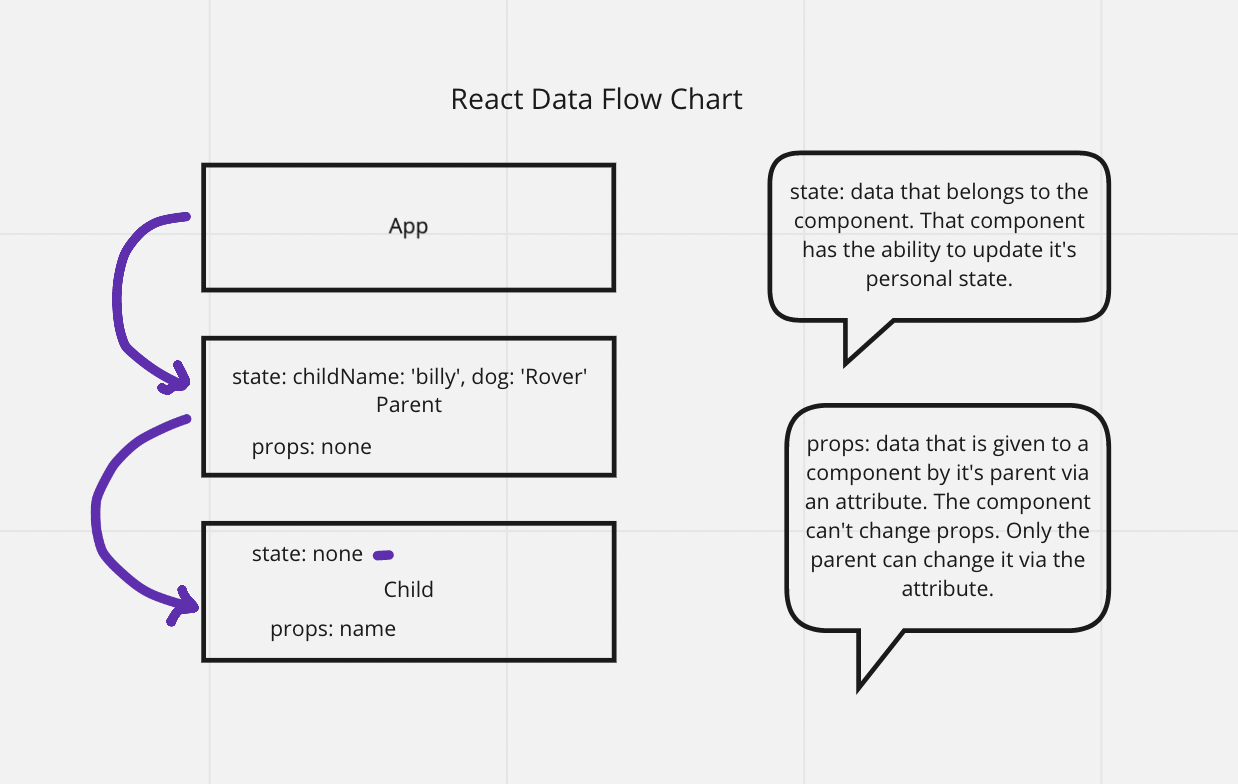 React Data Flow Chart
App
state: childName: 'billy', dog: 'Rover'
Parent
props: none
state: none
Child
props: name
state: data that belongs to the
component. That component
has the ability to update it's
personal state.
props: data that is given to a
component by it's parent via
an attribute. The component
can't change props. Only the
parent can change it via the
attribute.